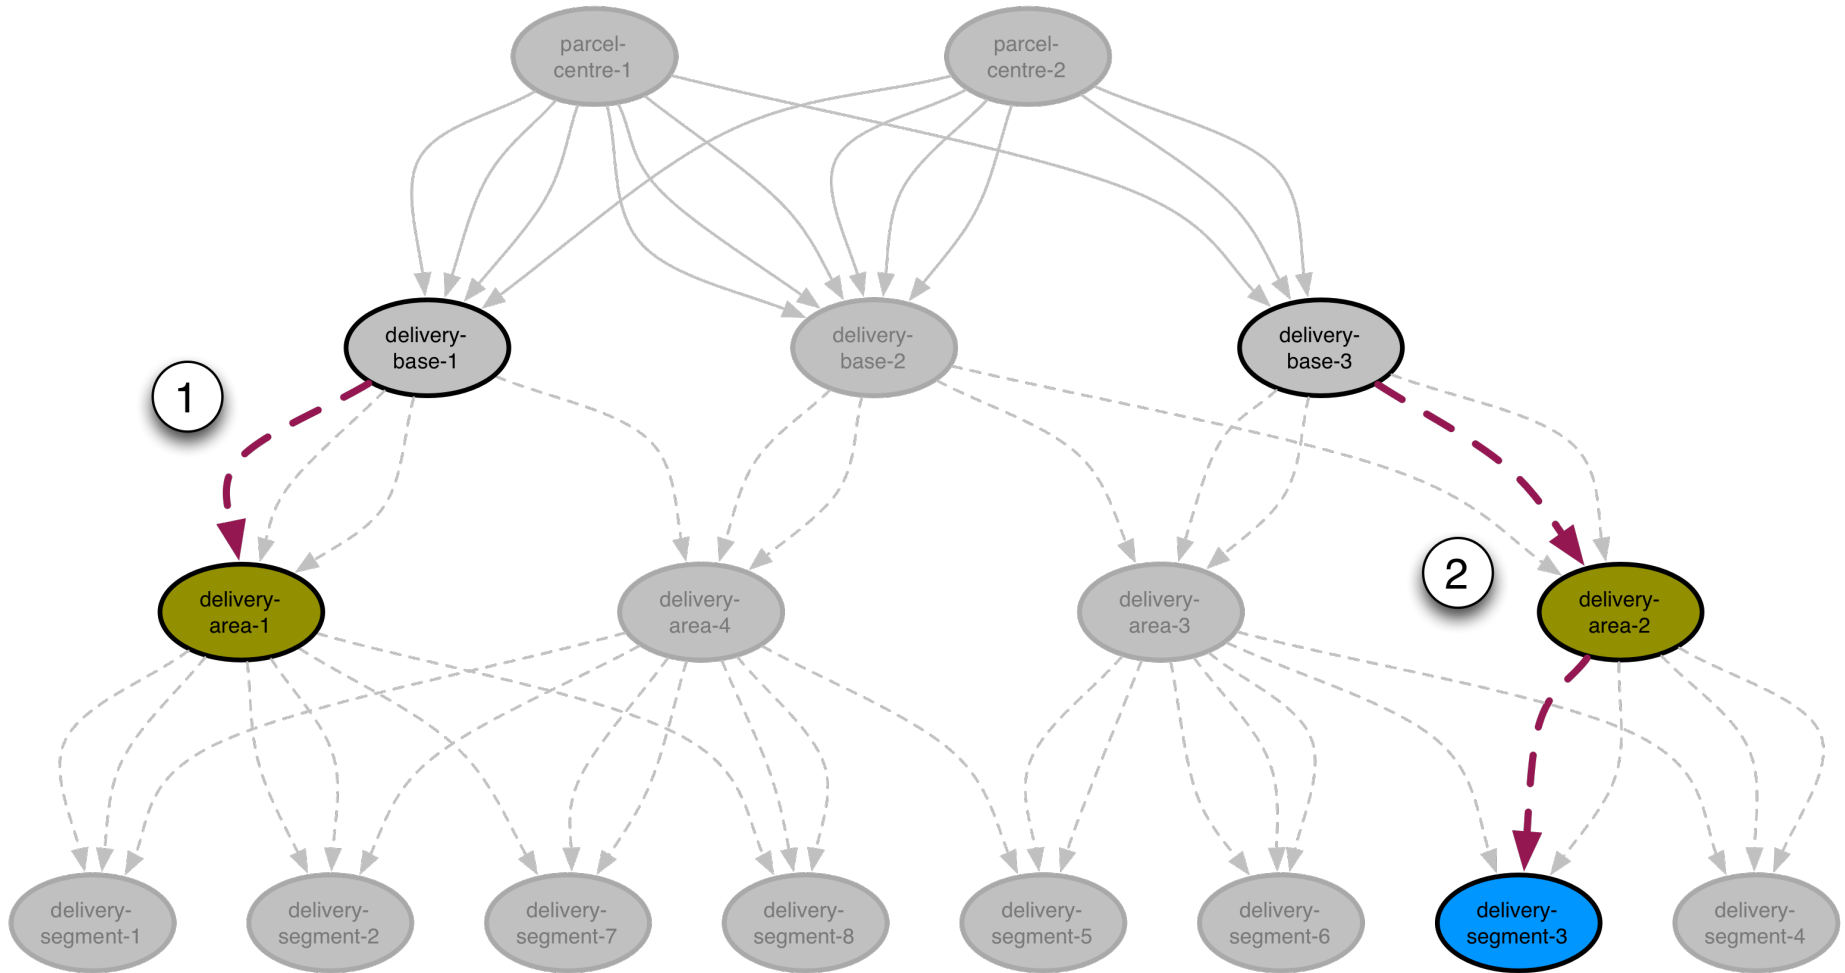 parcel-
centre-1
parcel-
centre-2
delivery-
base-1
delivery-
base-2
delivery-
base-3
1
2
delivery-
area-1
delivery-
area-4
delivery-
area-3
delivery-
area-2
delivery-
segment-1
delivery-
segment-2
delivery-
segment-7
delivery-
segment-8
delivery-
segment-5
delivery-
segment-6
delivery-
segment-3
delivery-
segment-4